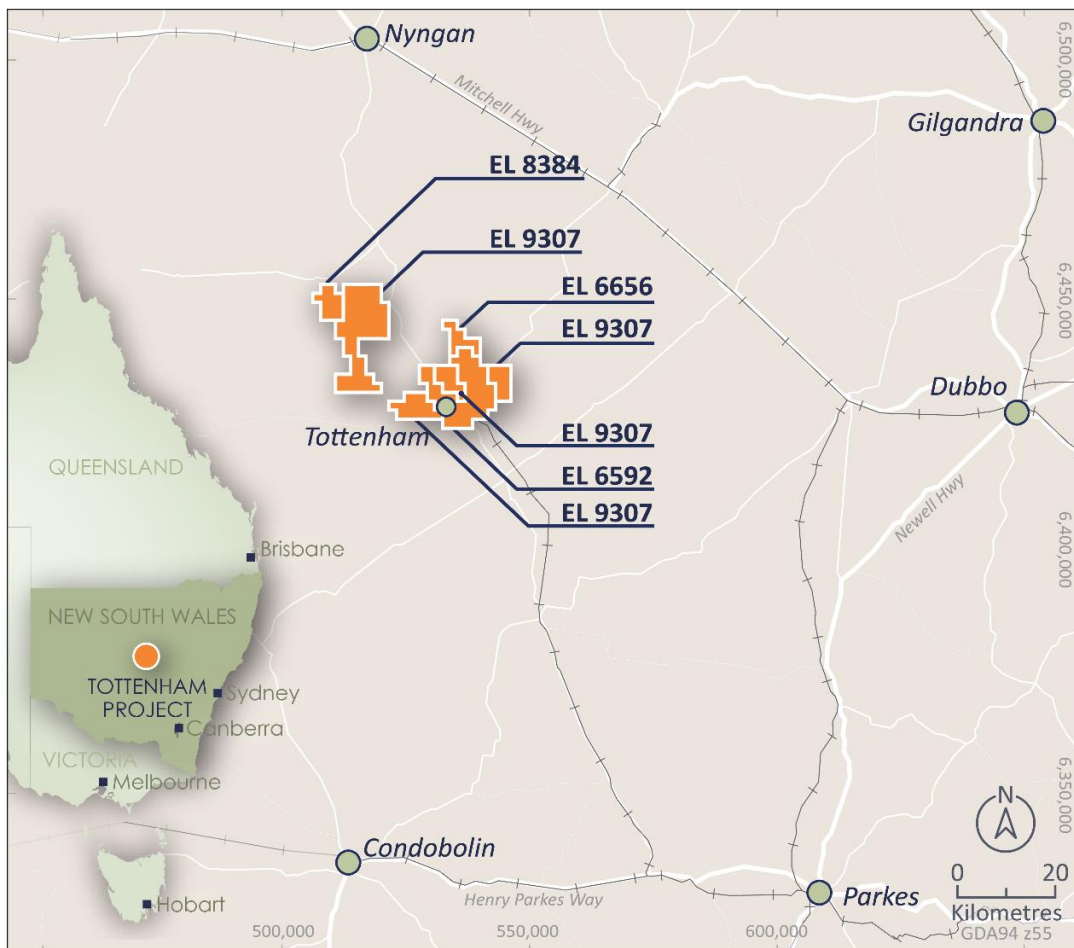 Nyngan
6,500,000
Mitchell Hwy
Gilgandra
EL 8384
EL 9307
EL 6656
6,450,000
EL 9307
Dubbo
Tottenham
EL 9307
QUEENSLAND
EL 6592
EL 9307
Newell Hwy
6,400,000
Brisbane
NEW SOUTH WALES
TOTTENHAM
PROJECT
Sydney
Canberra
VICTORIA
Melbourne
6,350,000
N
Condobolin
0 20
Parkes
Henry Parkes Way
Kilometres
Hobart
GDA94 z55
500,000
550,000
600,000